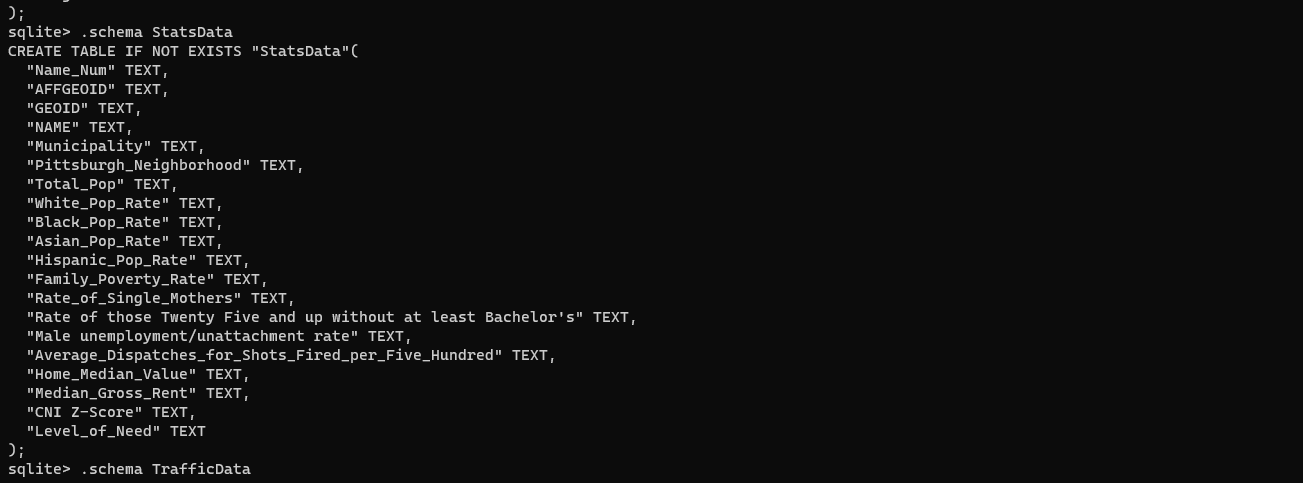 );
sqlite> .schema StatsData
CREATE TABLE IF NOT EXISTS "StatsData"(
  "Name_Num" TEXT,
  "AFFGEOID" TEXT,
  "GEOID" TEXT,
  "NAME" TEXT,
  "Municipality" TEXT,
  "Pittsburgh_Neighborhood" TEXT,
  "Total_Pop" TEXT,
  "White_Pop_Rate" TEXT,
  "Black_Pop_Rate" TEXT,
  "Asian_Pop_Rate" TEXT,
  "Hispanic_Pop_Rate" TEXT,
  "Family_Poverty_Rate" TEXT,
  "Rate_of_Single_Mothers" TEXT,
  "Rate of those Twenty Five and up without at least Bachelor's" TEXT,
  "Male unemployment/unattachment rate" TEXT,
  "Average_Dispatches_for_Shots_Fired_per_Five_Hundred" TEXT,
  "Home_Median_Value" TEXT,
  "Median_Gross_Rent" TEXT,
  "CNI Z-Score" TEXT,
  "Level_of_Need" TEXT
);
sqlite> .schema TrafficData